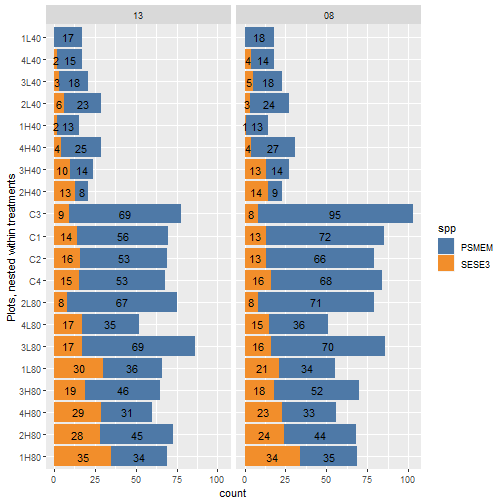 13 08
Plots, nested within treatments
1L40 17 18
4L40 2 15 4 14
3L40 3 18 5 18
2L40 6 23 3 24
1H40 2 13 1 13
4H40 4 25 4 27
3H40 10 14 13 14
2H40 13 8 14 9
C3 9 69 8 95
C1 14 56 13 72
C2 16 53 13 66
C4 15 53 16 68
2L80 8 67 8 71
4L80 17 35 15 36
3L80 17 69 16 70
1L80 30 36 21 34
3H80 19 46 18 52
4H80 29 31 23 33
2H80 28 45 24 44
1H80 35 34 34 35
0 25 50 75 100 0 25 50 75 100
count
spp
PSMEM
SESE3